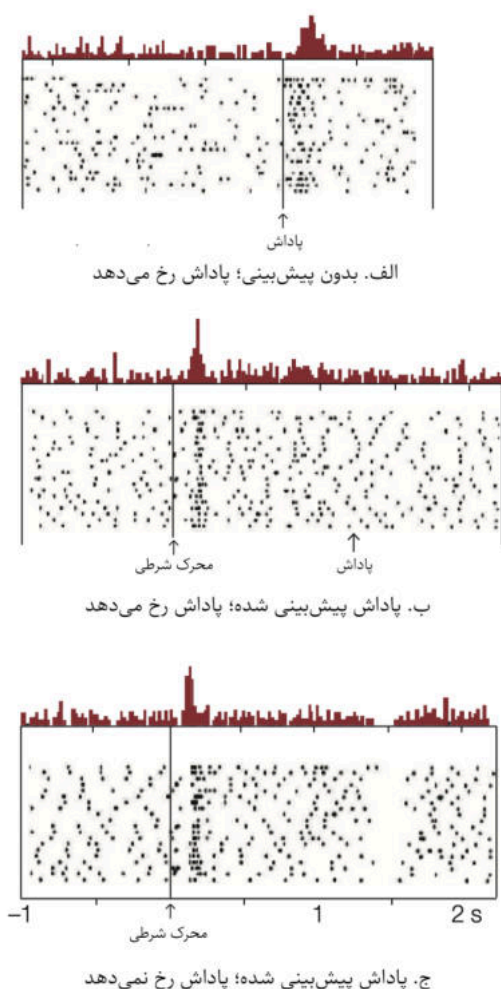 پاداش
الف. بدون پیش‌بینی؛ پاداش رخ می‌دهد
محرک شرطی
پاداش
ب. پاداش پیش‌بینی شده؛ پاداش رخ می‌دهد
–1 1 2 s
محرک شرطی
ج. پاداش پیش‌بینی شده؛ پاداش رخ نمی‌دهد